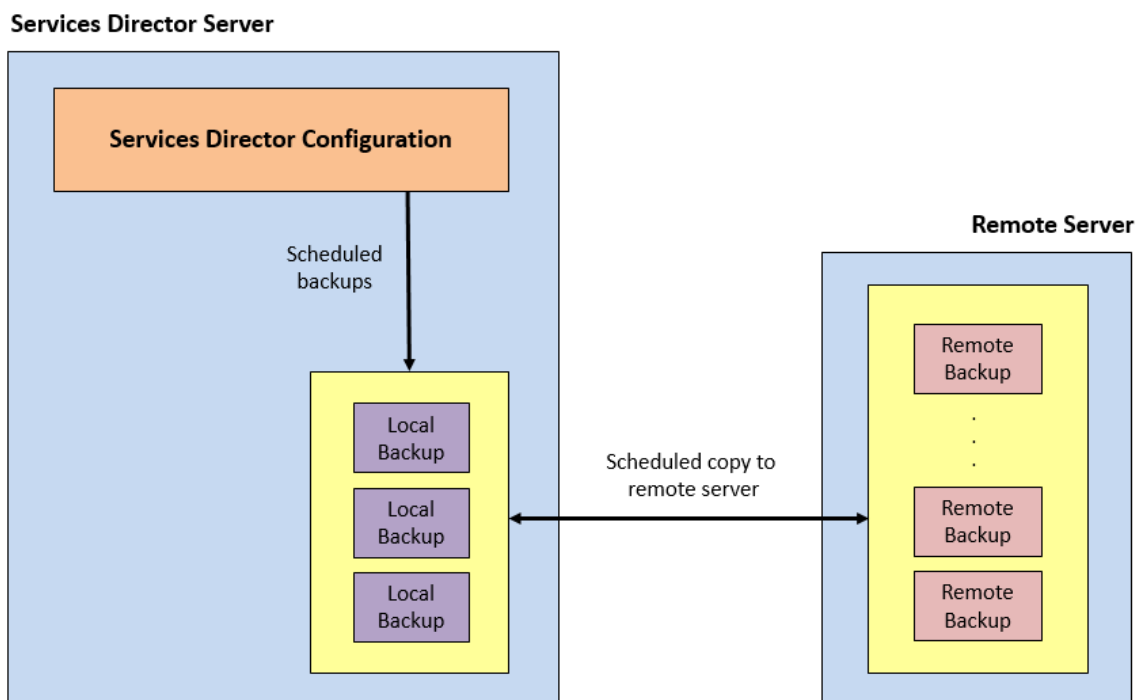 Services Director Server
Services Director Configuration
Scheduled
backups
Local
Backup
Local
Backup
Local
Backup
Scheduled copy to
remote server
Remote Server
Remote
Backup
.
.
.
Remote
Backup
Remote
Backup